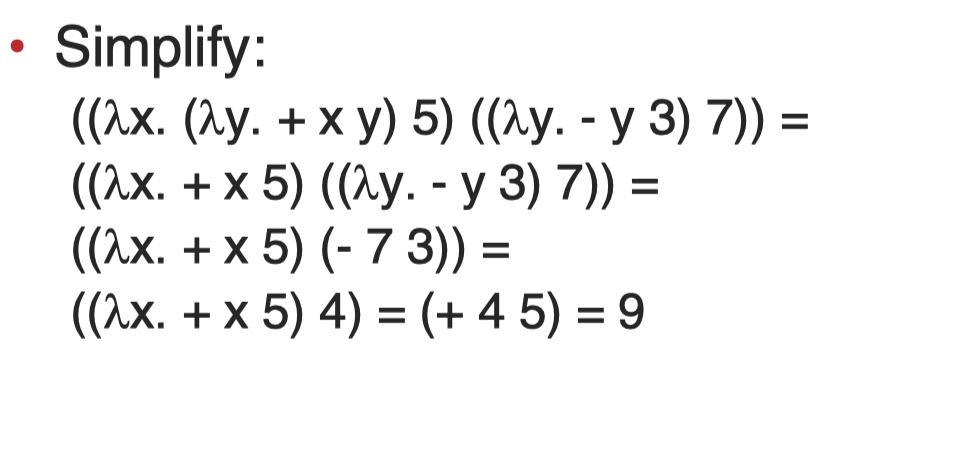 • Simplify:
((λx. (λy. + x y) 5) ((λy. - y 3) 7)) =
((λx. + x 5) ((λy. - y 3) 7)) =
((λx. + x 5) (- 7 3)) =
((λx. + x 5) 4) = (+ 4 5) = 9